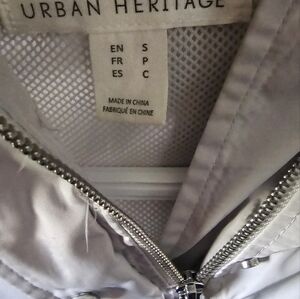 URBAN HERITAGE
EN S
FR P
ES C
MADE IN CHINA
FABRIQUÉ EN CHINE